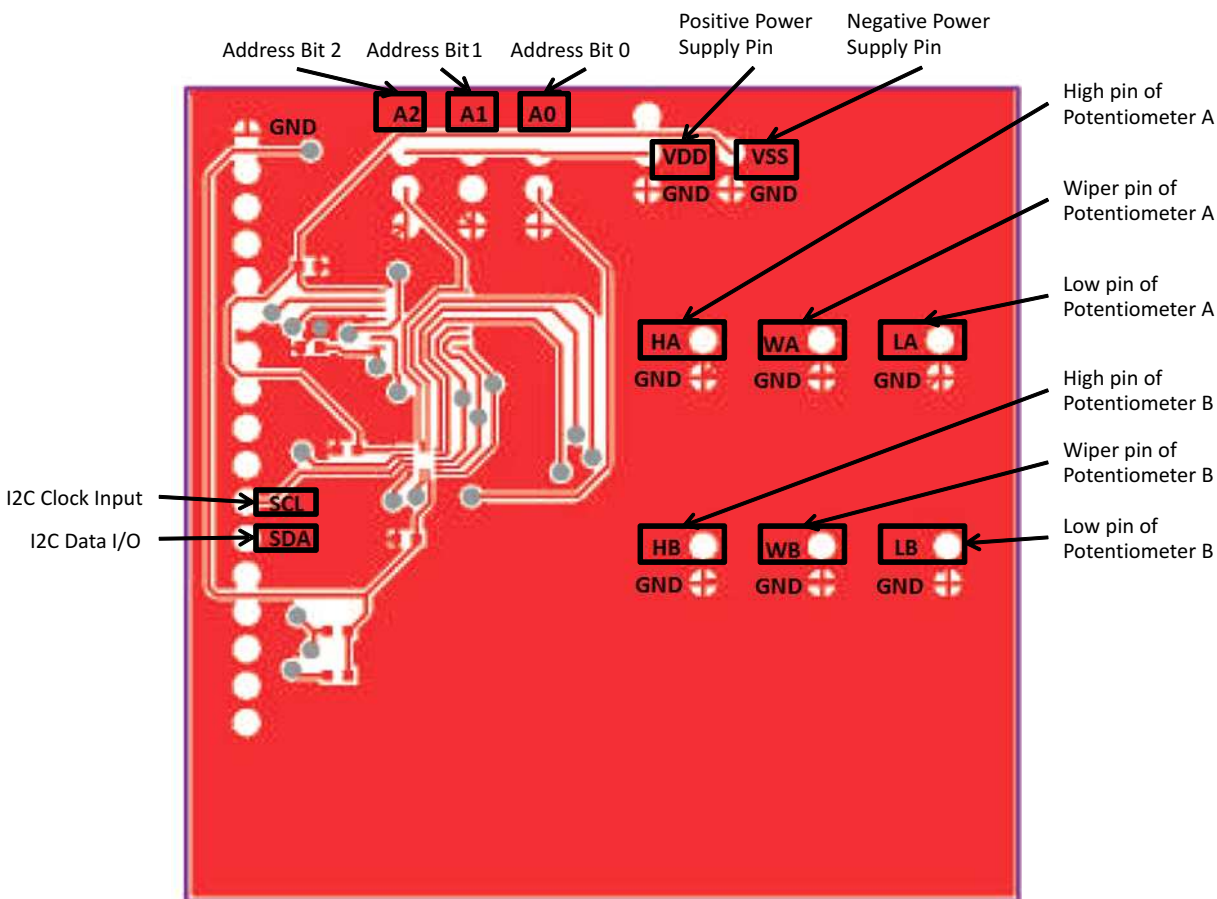 Positive Power
Supply Pin
Negative Power
Supply Pin
Address Bit 2
Address Bit1
Address Bit 0
High pin of
Potentiometer A
A2
A1
A0
GND
VDD
VSS
GND
GND
Wiper pin of
Potentiometer A
Low pin of
Potentiometer A
HA
WA
LA
GND
GND
GND
High pin of
Potentiometer B
Wiper pin of
Potentiometer B
I2C Clock Input
SCL
I2C Data I/O
SDA
HB
WB
LB
Low pin of
Potentiometer B
GND
GND
GND